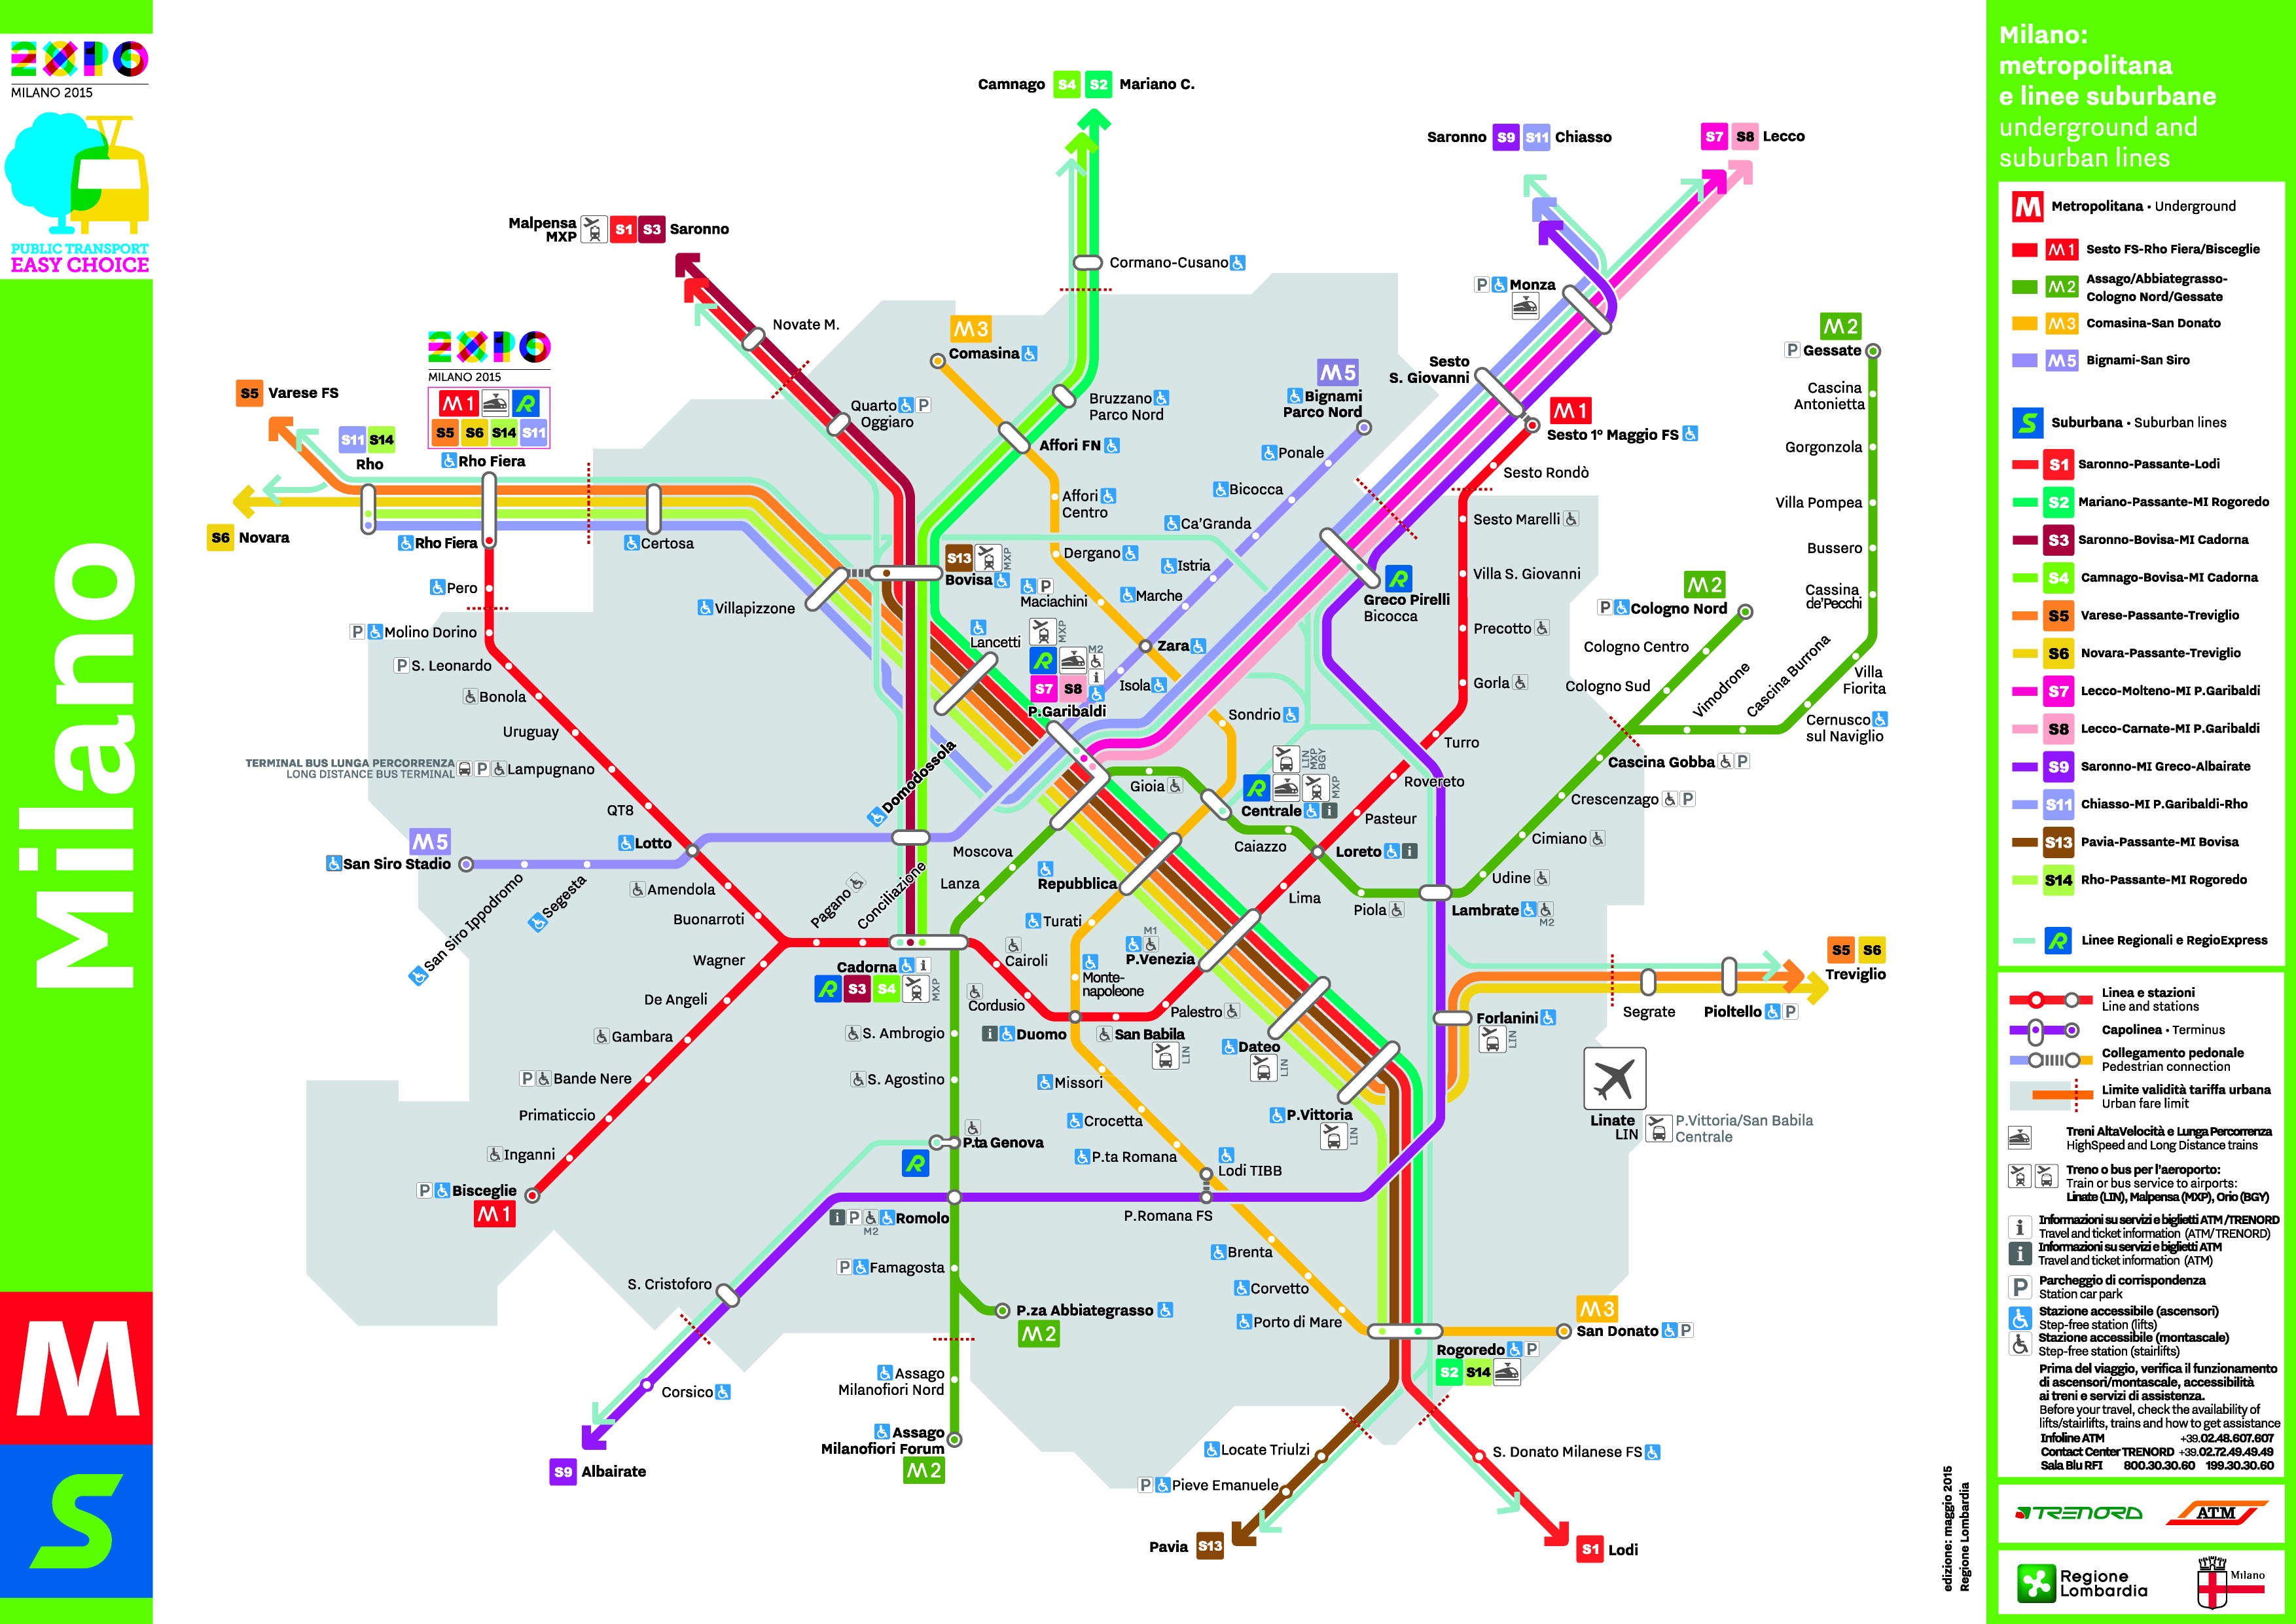 EXPO
MILANO 2015
PUBLIC TRANSPORT
EASY CHOICE
Milano
M
S
Camnago S4 S2 Mariano C.
Saronno S9 S11 Chiasso
S7 S8 Lecco
Malpensa
MXP
S1 S3 Saronno
Cormano-Cusano
Novate M.
M3
Comasina
P Monza
M2
P Gessate
Cascina
Antonietta
Gorgonzola
Villa Pompea
Bussero
Cassina
de'Pecchi
Villa
Fiorita
Cernusco
sul Naviglio
Cascina Burrona
Vimodrone
EXPO
MILANO 2015
M1 R
S5 S6 S14 S11
S5 Varese FS
S11 S14
Rho
Rho Fiera
S6 Novara
Rho Fiera
Certosa
Pero
P Molino Dorino
P S. Leonardo
Bonola
Uruguay
TERMINAL BUS LUNGA PERCORRENZA
LONG DISTANCE BUS TERMINAL
P Lampugnano
QT8
Lotto
M5
San Siro Stadio
San Siro Ippodromo
Segesta
Amendola
Buonarroti
Pagano
Conciliazione
Wagner
De Angeli
Gambara
P Bande Nere
Primaticcio
Inganni
P Bisceglie
M1
Quarto P
Oggiaro
Bruzzano
Parco Nord
Affori FN
Affori
Centro
Dergano
S13 MXP
Bovisa
Villapizzone
P
Maciachini
Lancetti
MXP
R M2
i
S7 S8
P.Garibaldi
Zara
Isola
Marche
Istria
Ca'Granda
Bicocca
Ponale
M5
Bignami
Parco Nord
Sesto
S. Giovanni
M1
Sesto 1° Maggio FS
Sesto Rondò
Sesto Marelli
Villa S. Giovanni
Precotto
Gorla
Turro
Rovereto
Pasteur
Loreto i
Lima
R
Greco Pirelli
Bicocca
M2
P Cologno Nord
Cologno Centro
Cologno Sud
Cascina Gobba P
Crescenzago P
Cimiano
Udine
Lambrate
M2
Piola
Caiazzo
LIN
MXP
BGY
R MXP
Centrale i
Sondrio
Gioia
Domodossola
Moscova
Lanza
Repubblica
Turati
M1
P.Venezia
Cadorna i
R S3 S4 MXP
Cairoli
Cordusio
Monte-
napoleone
i Duomo
San Babila
LIN
Palestro
Dateo
LIN
P.Vittoria
LIN
Forlanini
LIN
Segrate
Pioltello P
S5 S6
Treviglio
Linate
LIN
P.Vittoria/San Babila
Centrale
S. Ambrogio
S. Agostino
P.ta Genova
R
i P Romolo
M2
P Famagosta
P.za Abbiategrasso
M2
Assago
Milanofiori Nord
Assago
Milanofiori Forum
M2
S. Cristoforo
Corsico
S9 Albairate
Missori
Crocetta
P.ta Romana
Lodi TIBB
P.Romana FS
Brenta
Corvetto
Porto di Mare
M3
San Donato P
Rogoredo P
S2 S14
Locate Triulzi
P Pieve Emanuele
Pavia S13
S. Donato Milanese FS
S1 Lodi
edizione: maggio 2015
Regione Lombardia
Milano:
metropolitana
e linee suburbane
underground and
suburban lines
M Metropolitana • Underground
M1 Sesto FS-Rho Fiera/Bisceglie
M2 Assago/Abbiategrasso-
Cologno Nord/Gessate
M3 Comasina-San Donato
M5 Bignami-San Siro
S Suburbana • Suburban lines
S1 Saronno-Passante-Lodi
S2 Mariano-Passante-MI Rogoredo
S3 Saronno-Bovisa-MI Cadorna
S4 Camnago-Bovisa-MI Cadorna
S5 Varese-Passante-Treviglio
S6 Novara-Passante-Treviglio
S7 Lecco-Molteno-MI P.Garibaldi
S8 Lecco-Carnate-MI P.Garibaldi
S9 Saronno-MI Greco-Albairate
S11 Chiasso-MI P.Garibaldi-Rho
S13 Pavia-Passante-MI Bovisa
S14 Rho-Passante-MI Rogoredo
R Linee Regionali e RegioExpress
Linea e stazioni
Line and stations
Capolinea • Terminus
Collegamento pedonale
Pedestrian connection
Limite validità tariffa urbana
Urban fare limit
Treni AltaVelocità e Lunga Percorrenza
HighSpeed and Long Distance trains
Treno o bus per l'aeroporto:
Train or bus service to airports:
Linate (LIN), Malpensa (MXP), Orio (BGY)
i Informazioni su servizi e biglietti ATM /TRENORD
Travel and ticket information (ATM/ TRENORD)
i Informazioni su servizi e biglietti ATM
Travel and ticket information (ATM)
P Parcheggio di corrispondenza
Station car park
Stazione accessibile (ascensori)
Step-free station (lifts)
Stazione accessibile (montascale)
Step-free station (stairlifts)
Prima del viaggio, verifica il funzionamento
di ascensori/montascale, accessibilità
ai treni e servizi di assistenza.
Before your travel, check the availability of
lifts/stairlifts, trains and how to get assistance
Infoline ATM +39.02.48.607.607
Contact Center TRENORD +39.02.72.49.49.49
Sala Blu RFI 800.30.30.60 199.30.30.60
TRENORD
ATM
Regione
Lombardia
Milano